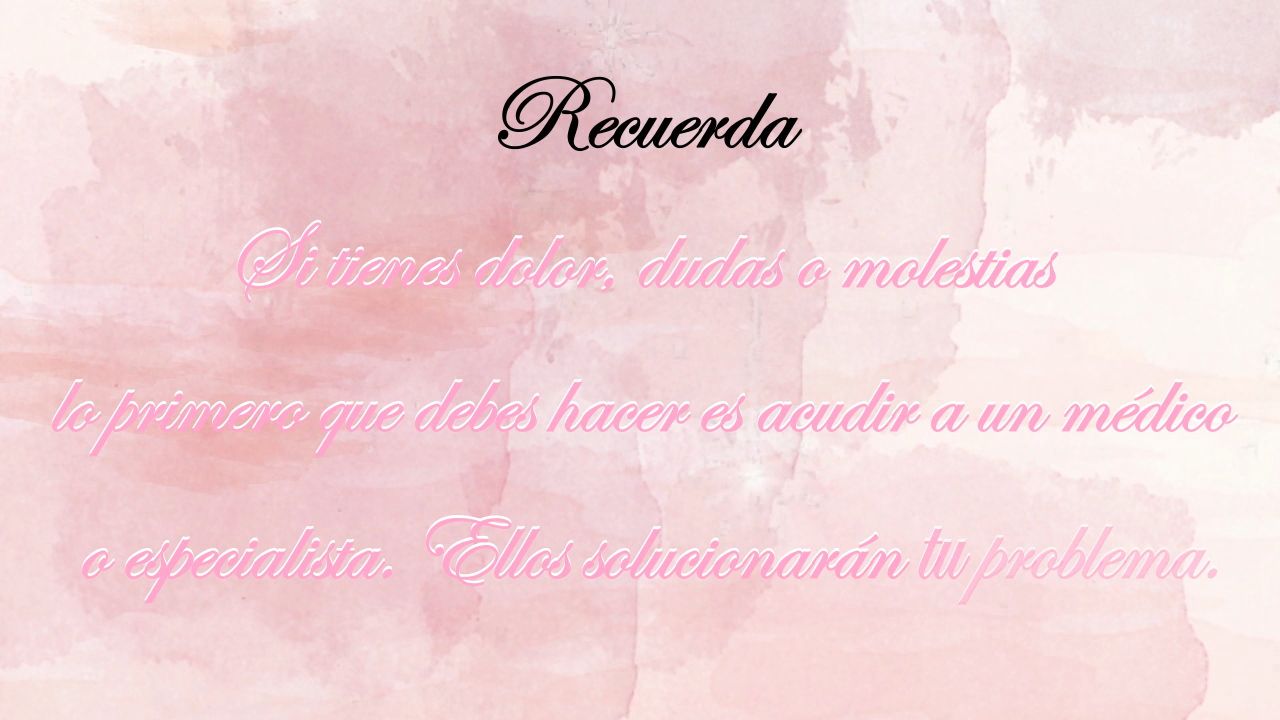 Recuerda
Si tienes dolor, dudas o molestias
lo primero que debes hacer es acudir a un médico
o especialista. Ellos solucionarán tu problema.